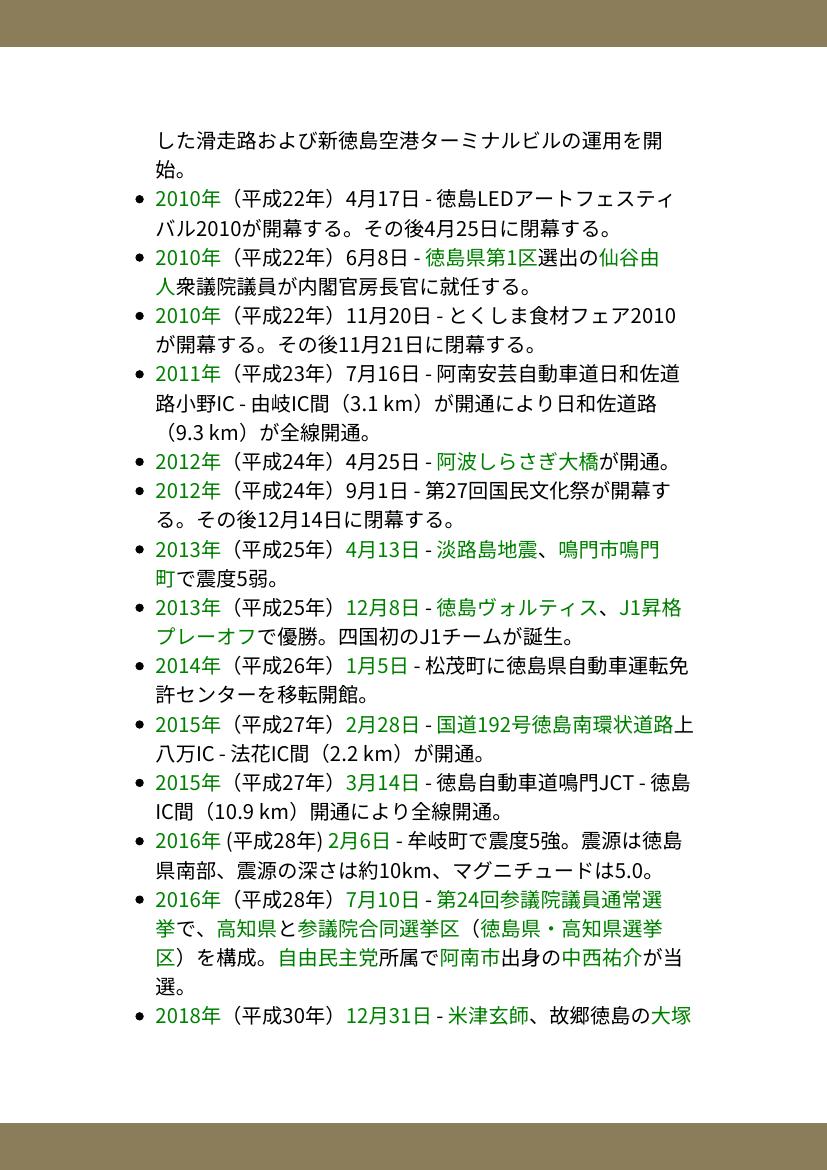 した滑走路および新徳島空港ターミナルビルの運用を開
始。
• 2010年（平成22年）4月17日 - 徳島LEDアートフェスティ
バル2010が開幕する。その後4月25日に閉幕する。
• 2010年（平成22年）6月8日 - 徳島県第1区選出の仙谷由
人衆議院議員が内閣官房長官に就任する。
• 2010年（平成22年）11月20日 - とくしま食材フェア2010
が開幕する。その後11月21日に閉幕する。
• 2011年（平成23年）7月16日 - 阿南安芸自動車道日和佐道
路小野IC - 由岐IC間（3.1 km）が開通により日和佐道路
（9.3 km）が全線開通。
• 2012年（平成24年）4月25日 - 阿波しらさぎ大橋が開通。
• 2012年（平成24年）9月1日 - 第27回国民文化祭が開幕す
る。その後12月14日に閉幕する。
• 2013年（平成25年）4月13日 - 淡路島地震、鳴門市鳴門
町で震度5弱。
• 2013年（平成25年）12月8日 - 徳島ヴォルティス、J1昇格
プレーオフで優勝。四国初のJ1チームが誕生。
• 2014年（平成26年）1月5日 - 松茂町に徳島県自動車運転免
許センターを移転開館。
• 2015年（平成27年）2月28日 - 国道192号徳島南環状道路上
八万IC - 法花IC間（2.2 km）が開通。
• 2015年（平成27年）3月14日 - 徳島自動車道鳴門JCT - 徳島
IC間（10.9 km）開通により全線開通。
• 2016年 (平成28年) 2月6日 - 牟岐町で震度5強。震源は徳島
県南部、震源の深さは約10km、マグニチュードは5.0。
• 2016年（平成28年）7月10日 - 第24回参議院議員通常選
挙で、高知県と参議院合同選挙区（徳島県・高知県選挙
区）を構成。自由民主党所属で阿南市出身の中西祐介が当
選。
• 2018年（平成30年）12月31日 - 米津玄師、故郷徳島の大塚